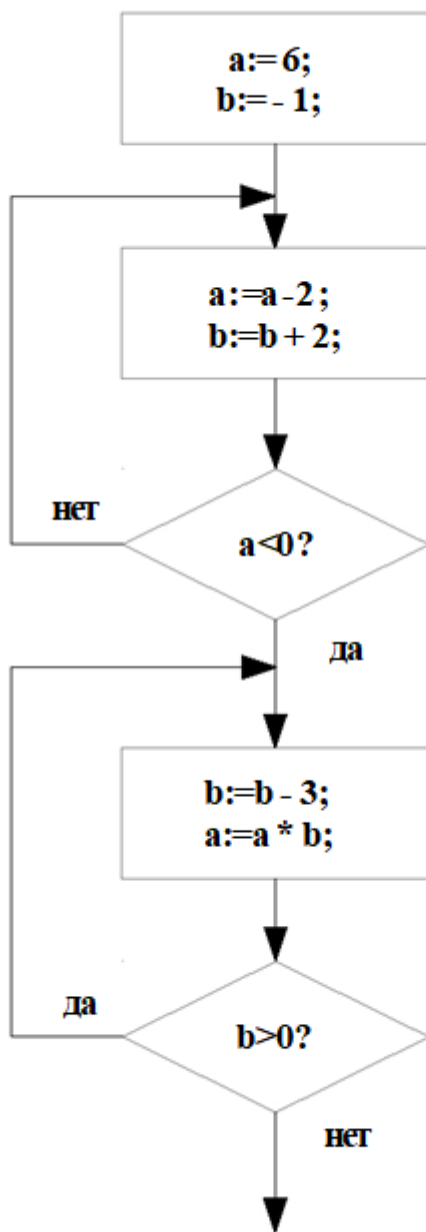 a:= 6;
b:= - 1;
a:=a -2 ;
b:=b + 2;
нет
a<0?
да
b:=b - 3;
a:=a * b;
да
b>0?
нет